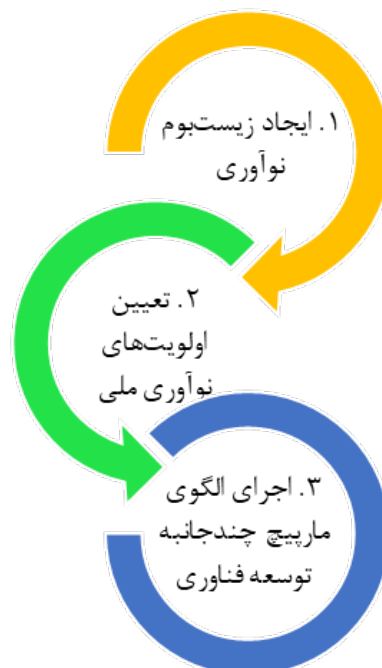 ۱. ایجاد زیست‌بوم
نوآوری
۲. تعیین
اولویت‌های
نوآوری ملی
۳. اجرای الگوی
مارپیچ چندجانبه
توسعه فناوری